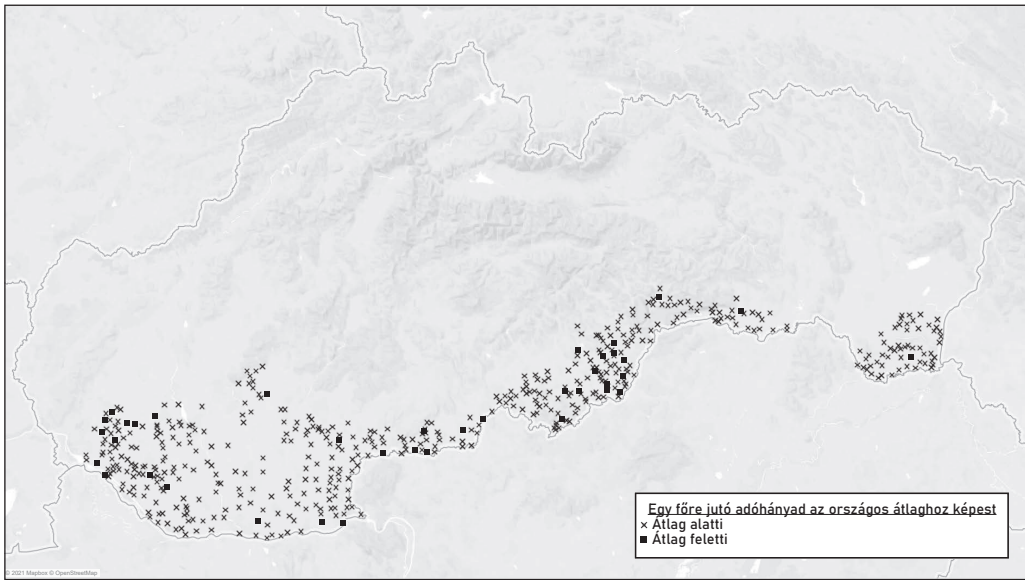 Egy főre jutó adóhányad az országos átlaghoz képest
× Átlag alatti
■ Átlag feletti
© 2021 Mapbox © OpenStreetMap